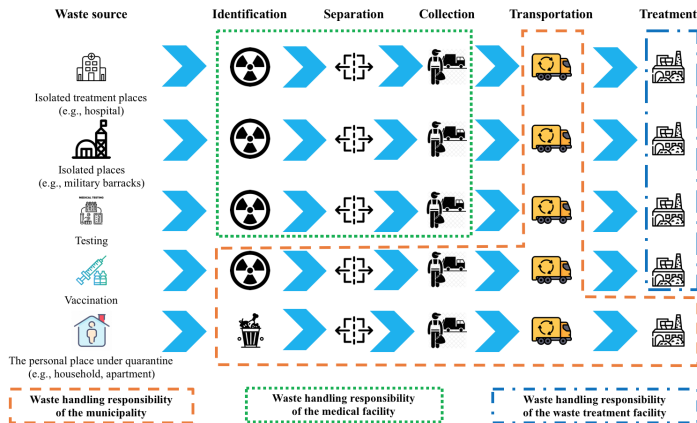 Waste source Identification Separation Collection Transportation Treatment
Isolated treatment places
(e.g., hospital)
Isolated places
(e.g., military barracks)
MEDICAL TESTING
Testing
Vaccination
The personal place under quarantine
(e.g., household, apartment)
Waste handling responsibility
of the municipality
Waste handling responsibility
of the medical facility
Waste handling responsibility
of the waste treatment facility